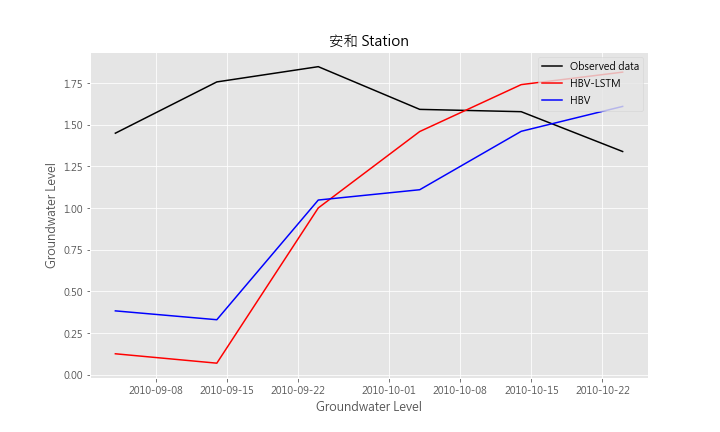 安和 Station
Observed data
HBV-LSTM
HBV
Groundwater Level
1.75
1.50
1.25
1.00
0.75
0.50
0.25
0.00
2010-09-08 2010-09-15 2010-09-22 2010-10-01 2010-10-08 2010-10-15 2010-10-22
Groundwater Level